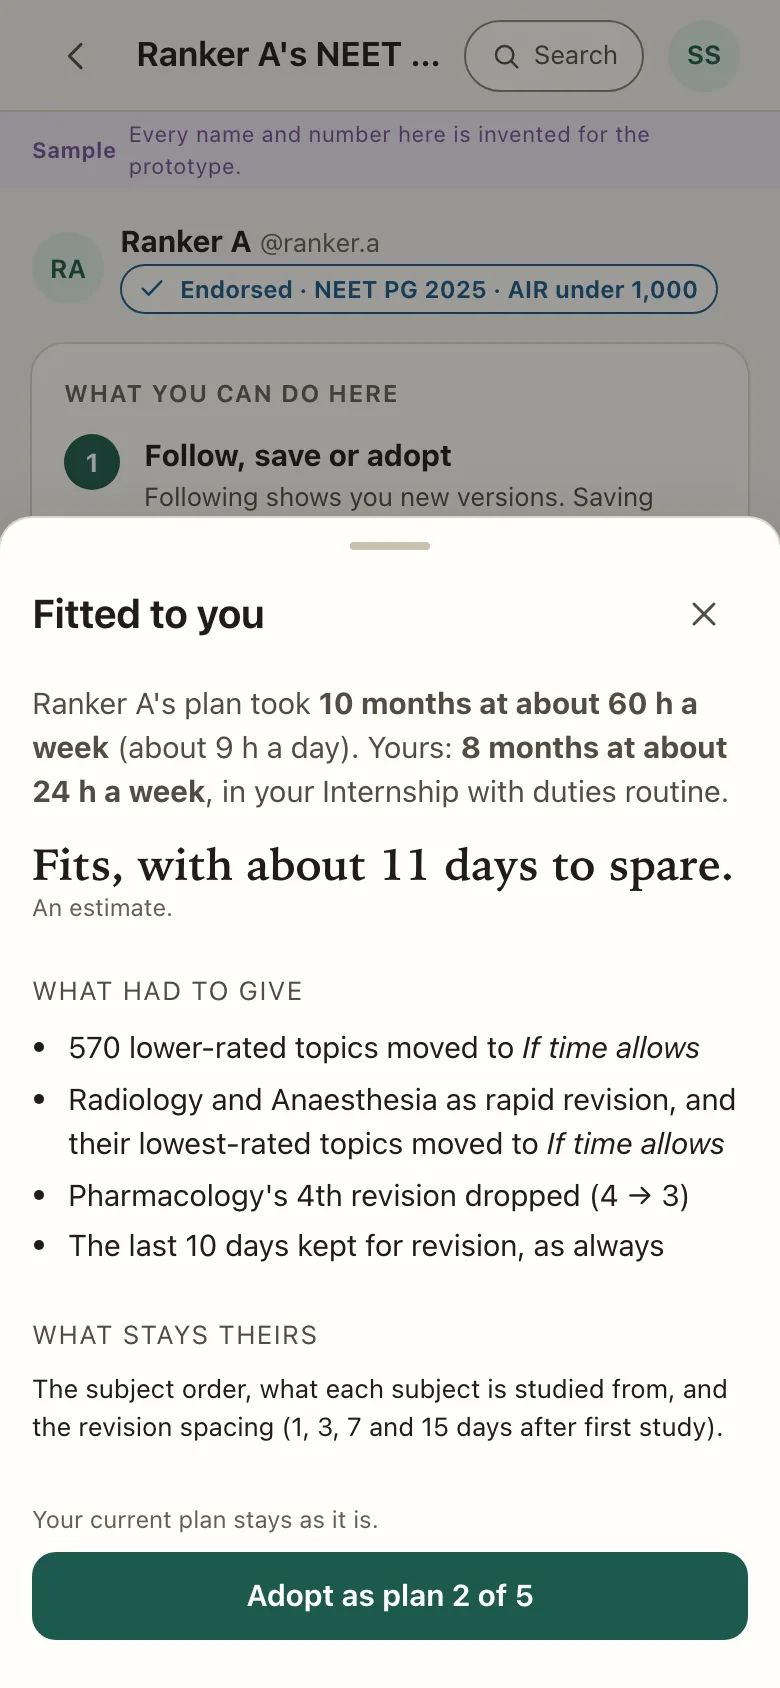 Ranker A's NEET ...
Search
SS
Sample
Every name and number here is invented for the
prototype.
RA
Ranker A @ranker.a
Endorsed · NEET PG 2025 · AIR under 1,000
WHAT YOU CAN DO HERE
1
Follow, save or adopt
Following shows you new versions. Saving
Fitted to you
Ranker A's plan took 10 months at about 60 h a
week (about 9 h a day). Yours: 8 months at about
24 h a week, in your Internship with duties routine.
Fits, with about 11 days to spare.
An estimate.
WHAT HAD TO GIVE
• 570 lower-rated topics moved to If time allows
• Radiology and Anaesthesia as rapid revision, and
their lowest-rated topics moved to If time allows
• Pharmacology's 4th revision dropped (4 → 3)
• The last 10 days kept for revision, as always
WHAT STAYS THEIRS
The subject order, what each subject is studied from, and
the revision spacing (1, 3, 7 and 15 days after first study).
Your current plan stays as it is.
Adopt as plan 2 of 5